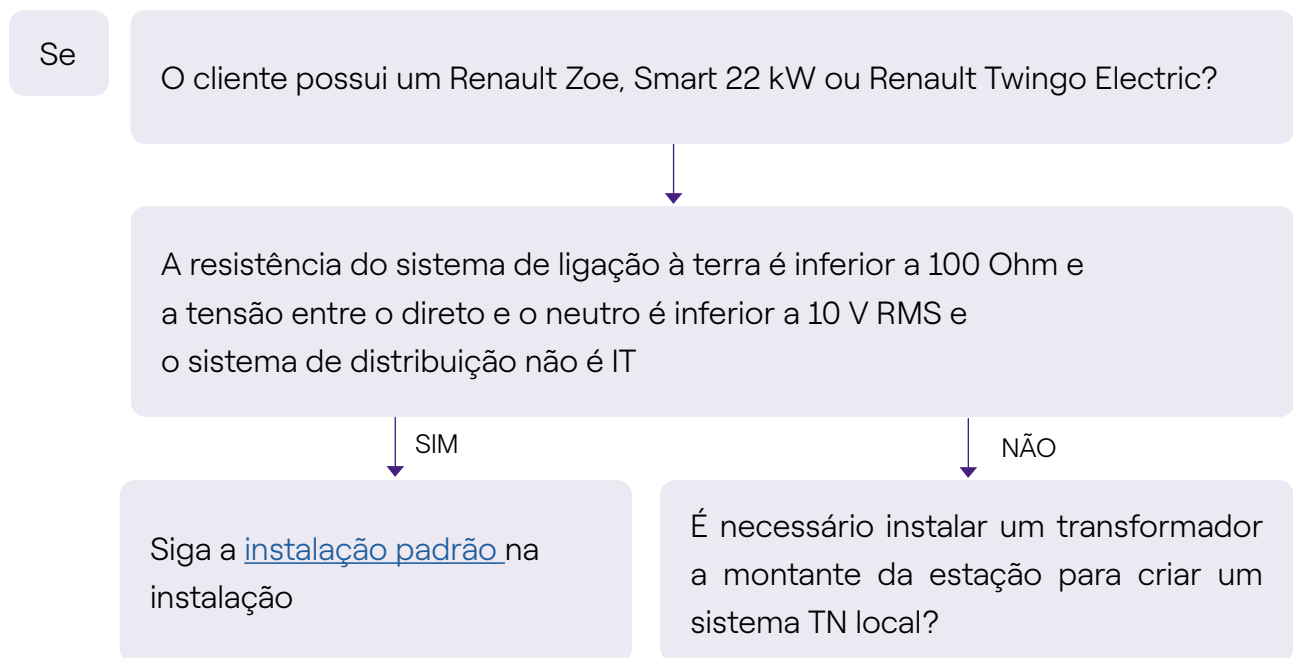 Se
O cliente possui um Renault Zoe, Smart 22 kW ou Renault Twingo Electric?
A resistência do sistema de ligação à terra é inferior a 100 Ohm e
a tensão entre o direto e o neutro é inferior a 10 V RMS e
o sistema de distribuição não é IT
SIM
NÃO
Siga a instalação padrão na
instalação
É necessário instalar um transformador
a montante da estação para criar um
sistema TN local?